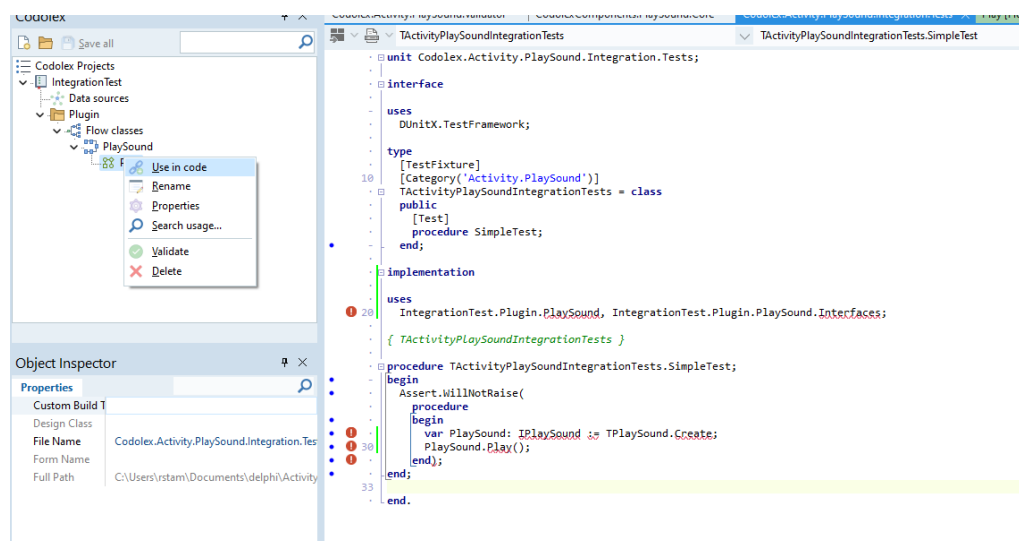 Codolex
Save all
Codolex Projects
IntegrationTest
Data sources
Plugin
Flow classes
PlaySound
P
Use in code
Rename
Properties
Search usage...
Validate
Delete
Object Inspector
Properties
Custom Build T
Design Class
File Name Codolex.Activity.PlaySound.Integration.Tes
Form Name
Full Path C:\Users\rstam\Documents\delphi\Activity
Codolex.Activity.PlaySound.Validator CodolexComponents.PlaySound.Core Codolex.Activity.PlaySound.Integration.Tests
TActivityPlaySoundIntegrationTests TActivityPlaySoundIntegrationTests.SimpleTest
unit Codolex.Activity.PlaySound.Integration.Tests;
interface
uses
DUnitX.TestFramework;
type
[TestFixture]
10 [Category('Activity.PlaySound')]
TActivityPlaySoundIntegrationTests = class
public
[Test]
procedure SimpleTest;
end;
implementation
uses
20 IntegrationTest.Plugin.PlaySound, IntegrationTest.Plugin.PlaySound.Interfaces;
{ TActivityPlaySoundIntegrationTests }
procedure TActivityPlaySoundIntegrationTests.SimpleTest;
begin
Assert.WillNotRaise(
procedure
begin
var PlaySound: IPlaySound := TPlaySound.Create;
30 PlaySound.Play();
end);
end;
33
end.